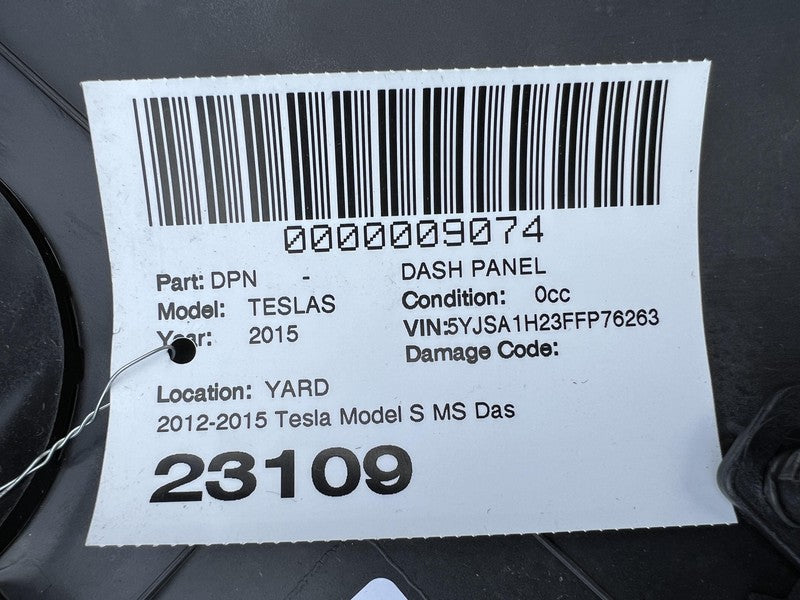 0000009074
Part: DPN - DASH PANEL
Model: TESLAS Condition: 0cc
Year: 2015 VIN:5YJSA1H23FFP76263
Damage Code:
Location: YARD
2012-2015 Tesla Model S MS Das
23109